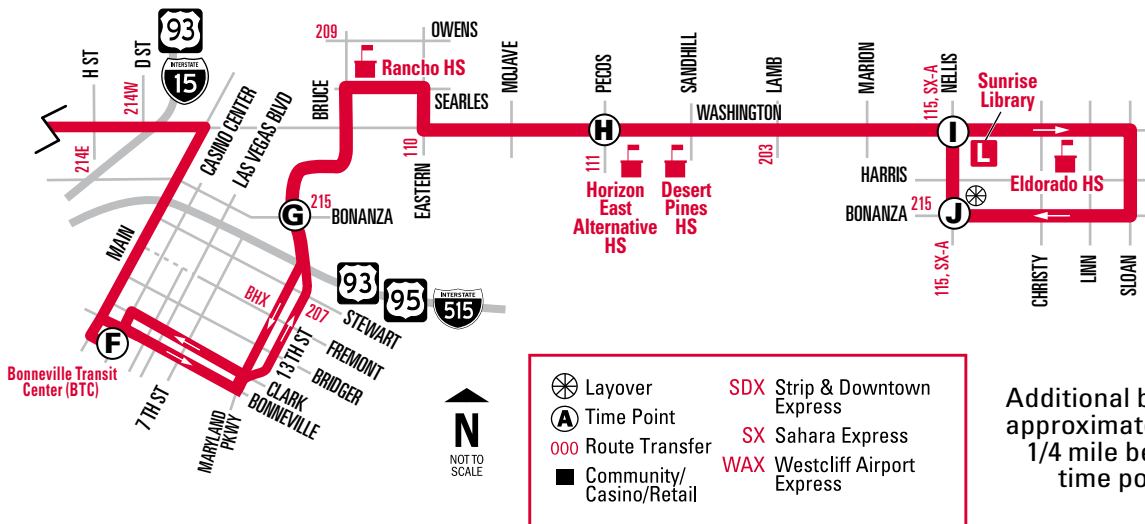 93
INTERSTATE
15
H ST
D ST
214W
214E
CASINO CENTER
LAS VEGAS BLVD
MAIN
209
OWENS
Rancho HS
BRUCE
SEARLES
110
EASTERN
MOJAVE
PECOS
H
111
SANDHILL
WASHINGTON
LAMB
203
MARION
115, SX-A
NELLIS
I
Sunrise
Library
L
Horizon
East
Alternative
HS
Desert
Pines
HS
HARRIS
Eldorado HS
215
BONANZA
J
115, SX-A
CHRISTY
LINN
SLOAN
G
215
BONANZA
93
95
INTERSTATE
515
BHX
207
13TH ST
STEWART
FREMONT
BRIDGER
CLARK
BONNEVILLE
F
Bonneville Transit
Center (BTC)
7TH ST
MARYLAND
PKWY
N
NOT TO
SCALE
Layover
A Time Point
000 Route Transfer
Community/
Casino/Retail
SDX Strip & Downtown
Express
SX Sahara Express
WAX Westcliff Airport
Express
Additional b
approximate
1/4 mile be
time po